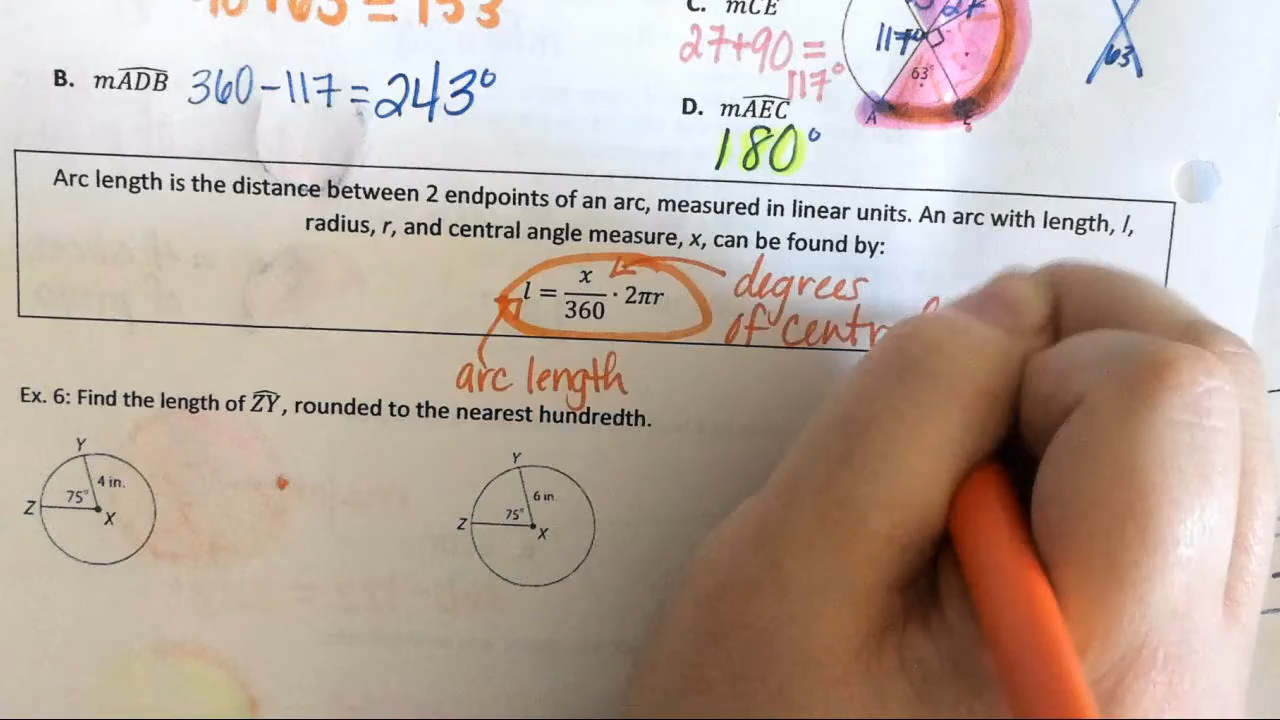 = 153
C. mCE
27+90 =
117°
B. mADB 360-117=243°
D. mAEC
180°
27
117°
63°
A
63
Arc length is the distance between 2 endpoints of an arc, measured in linear units. An arc with length, l,
radius, r, and central angle measure, x, can be found by:
l = x/360 · 2πr
degrees
of centr
arc length
Ex. 6: Find the length of ZY, rounded to the nearest hundredth.
Y
4 in.
75°
Z
X
Y
6 in
75°
Z
X